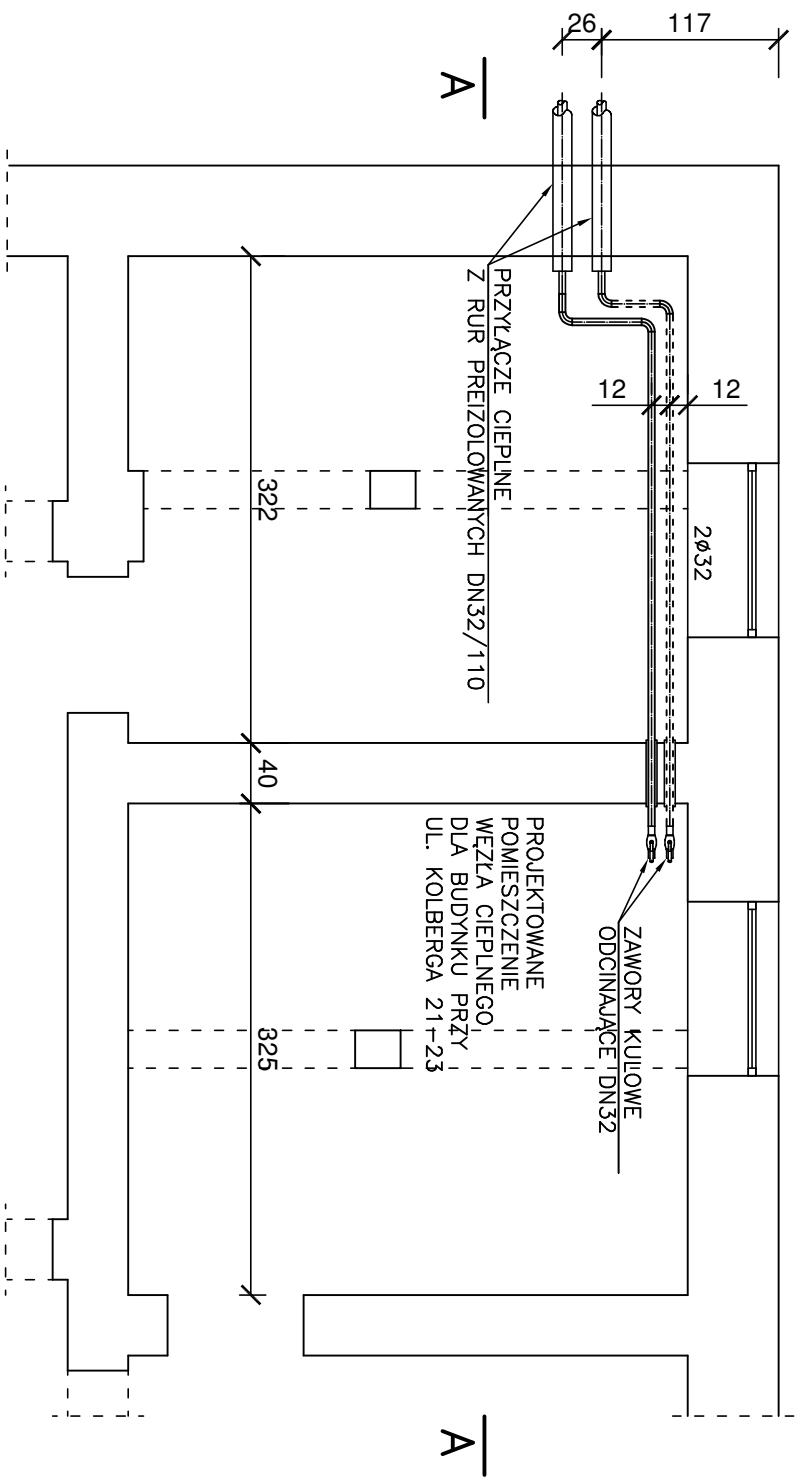 26
117
A
PRZYŁĄCZE CIEPLNE
Z RUR PREIZOLOWANYCH DN32/110
12
12
322
2ø32
40
PROJEKTOWANE
POMIESZCZENIE
WĘZŁA CIEPLNEGO
DLA BUDYNKU PRZY
UL. KOLBERGA 21-23
ZAWORY KULOWE
ODCINAJĄCE DN32
325
A